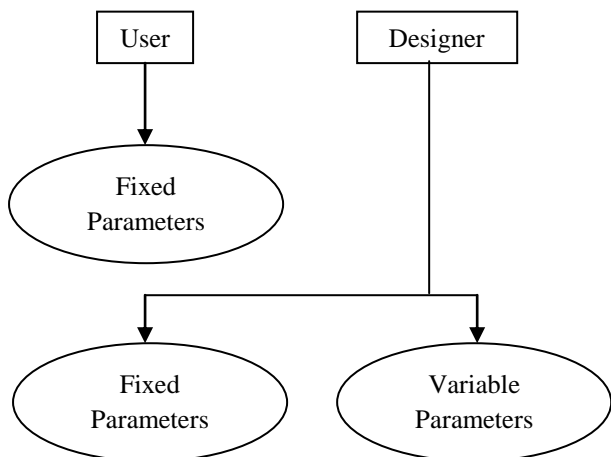 User
Designer
Fixed
Parameters
Fixed
Parameters
Variable
Parameters